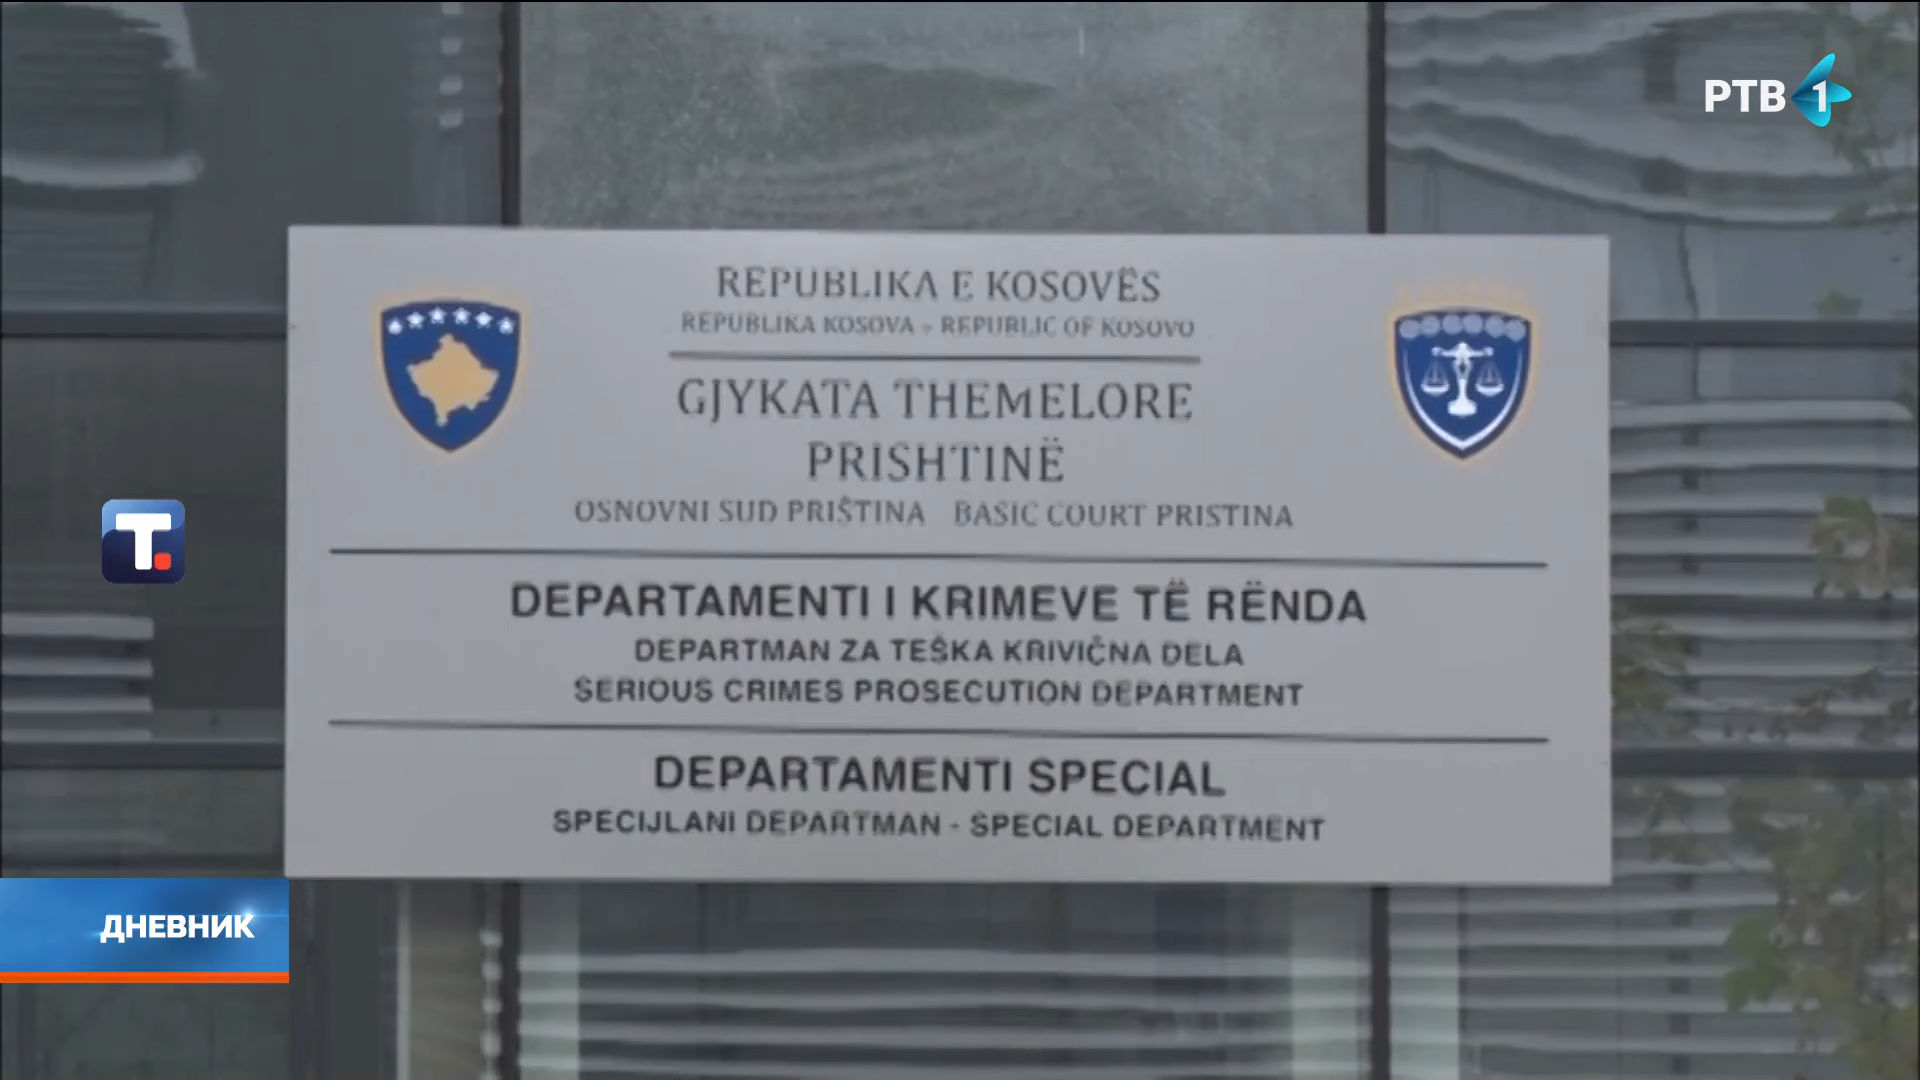 РТВ 1
REPUBLIKA E KOSOVËS
REPUBLIKA KOSOVA - REPUBLIC OF KOSOVO
GJYKATA THEMELORE
PRISHTINË
OSNOVNI SUD PRIŠTINA BASIC COURT PRISTINA
T.
DEPARTAMENTI I KRIMEVE TË RËNDA
DEPARTMAN ZA TEŠKA KRIVIČNA DELA
SERIOUS CRIMES PROSECUTION DEPARTMENT
DEPARTAMENTI SPECIAL
SPECIJLANI DEPARTMAN - SPECIAL DEPARTMENT
ДНЕВНИК